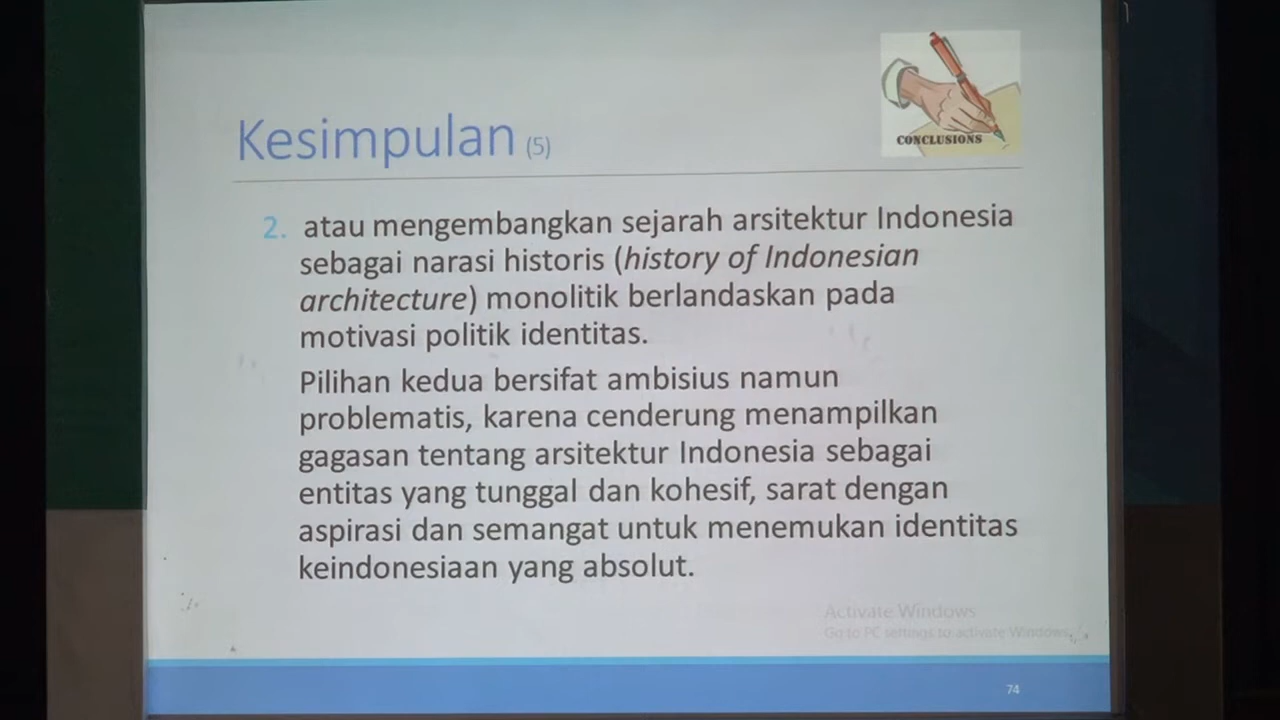 CONCLUSIONS
Kesimpulan (5)
2. atau mengembangkan sejarah arsitektur Indonesia
sebagai narasi historis (history of Indonesian
architecture) monolitik berlandaskan pada
motivasi politik identitas.
Pilihan kedua bersifat ambisius namun
problematis, karena cenderung menampilkan
gagasan tentang arsitektur Indonesia sebagai
entitas yang tunggal dan kohesif, sarat dengan
aspirasi dan semangat untuk menemukan identitas
keindonesiaan yang absolut.
Activate Windows
Go to PC settings to activate Windows.
74